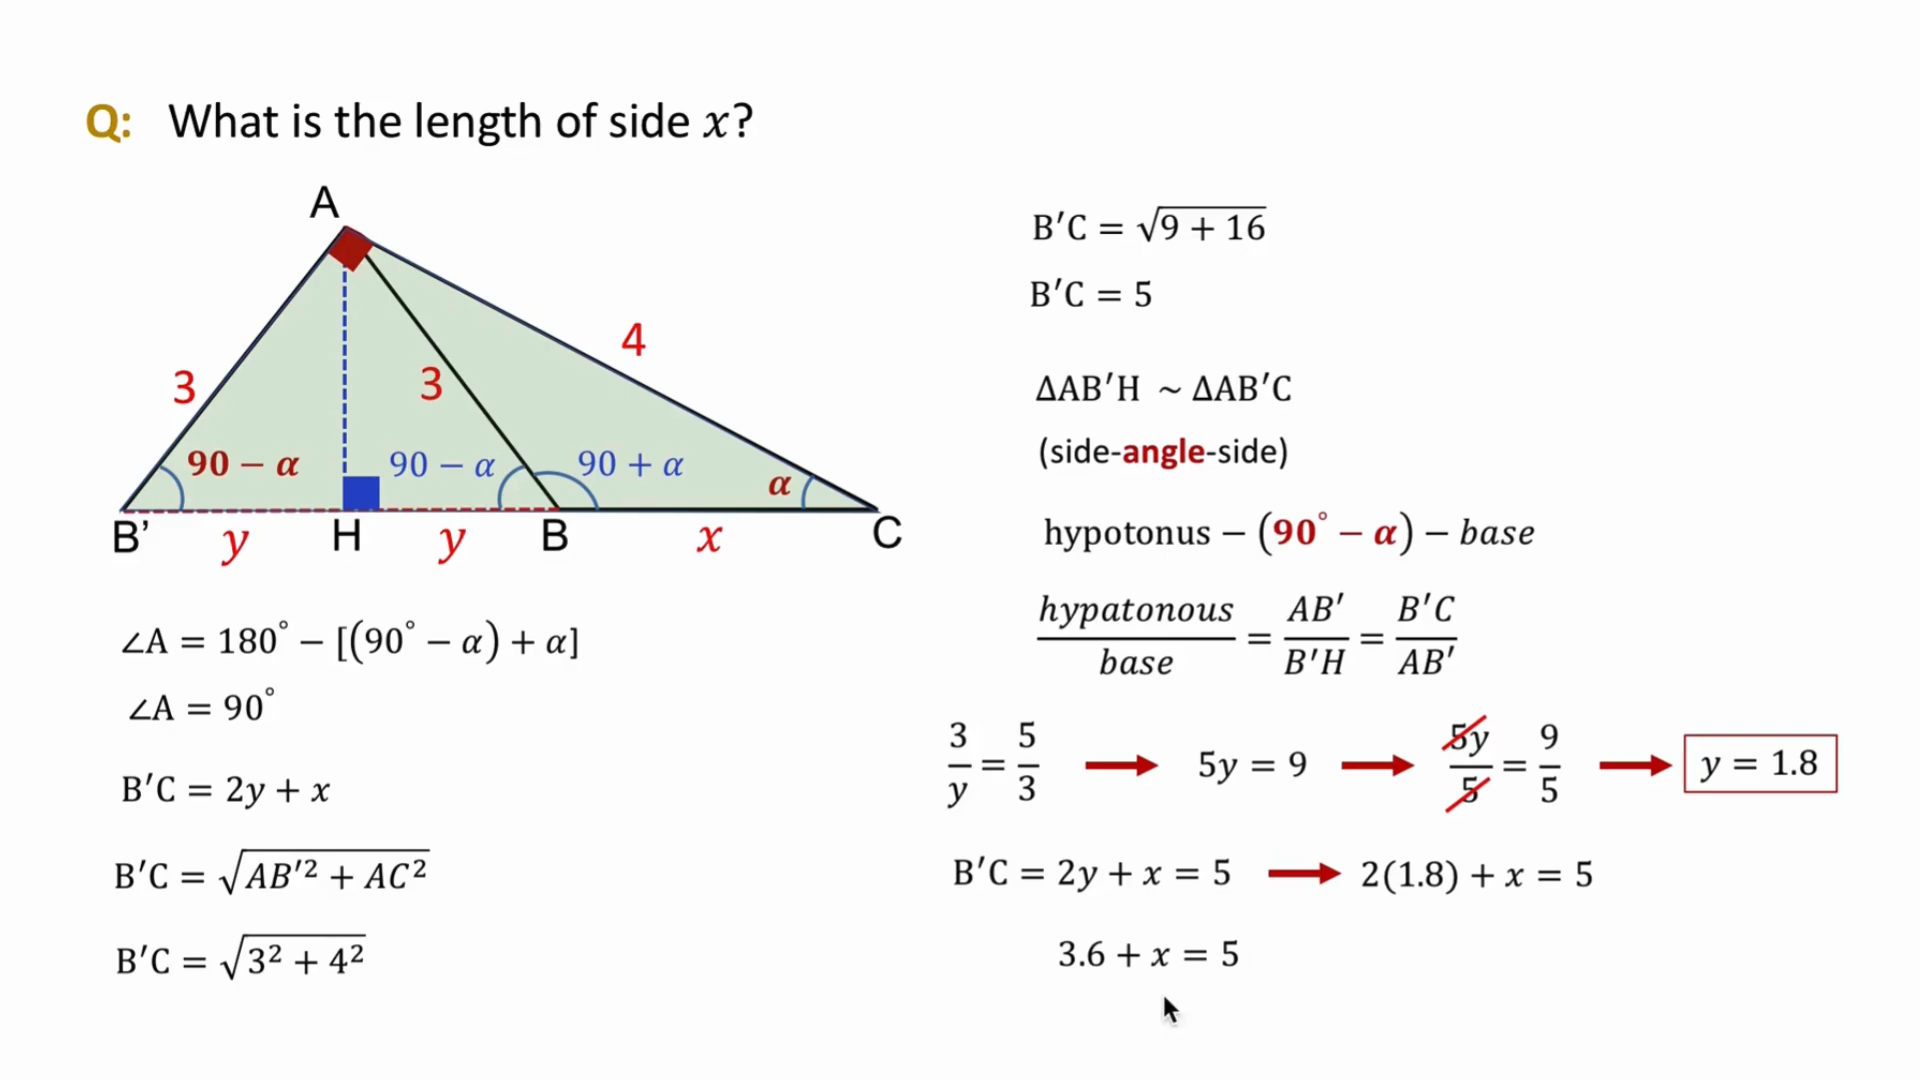 Q: What is the length of side x?
A
3
3
4
90 − α
90 − α
90 + α
α
B’
y
H
y
B
x
C
∠A = 180° − [(90° − α) + α]
∠A = 90°
B′C = 2y + x
B′C = √(AB′² + AC²)
B′C = √(3² + 4²)
B′C = √(9 + 16)
B′C = 5
ΔAB′H ~ ΔAB′C
(side-angle-side)
hypotonus − (90° − α) − base
hypatonous/base = AB′/B′H = B′C/AB′
3/y = 5/3 → 5y = 9 → 5y/5 = 9/5 → y = 1.8
B′C = 2y + x = 5 → 2(1.8) + x = 5
3.6 + x = 5